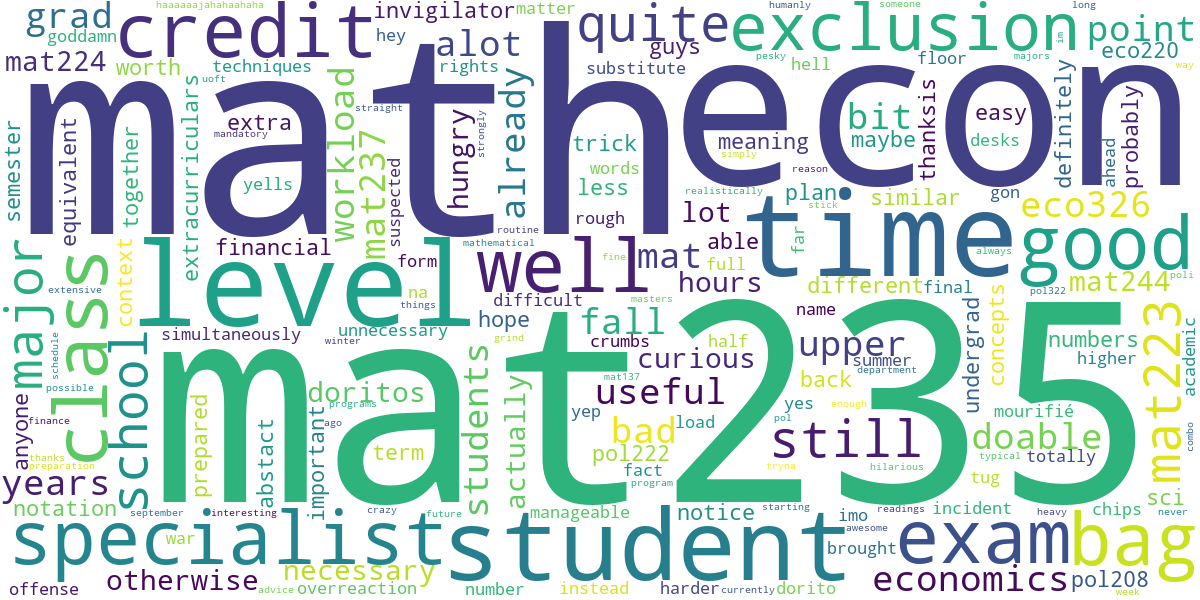 haaaaaajahaahaaha
humanly
someone
long
grad
credit
invigilator
matter
quite
exclusion
point
goddamn
hey
alot
guys
im
mat224
worth
techniques
rights
substitute
pesky
hell
floor
majors
eco220
way
math
econ
uoft
straight
extra
mandatory
strongly
hungry
already
trick
meaning
bit
maybe
easy
desks
thanksis
definitely
ahead
probably
semester
equivalent
together
extracurriculars
workload
mat237
suspected
yells
words
less
simply
reason
realistically
plan
similar
gon
stick
rough
lot
time
eco326
good
routine
mathematical
financial
form
level
well
mat
able
far
always
fine
full
hours
different
final
mat244
poli
pol322
major
class
context
extensive
na
things
difficult
masters
simultaneously
unnecessary
winter
hope
fall
crumbs
grind
half
name
upper
summer
department
undergrad
concepts
numbers
higher
mat223
academic
schedule
school
possible
finance
anyone
mat235
curious
mat137
doritos
programs
useful
back
enough
mourifié
students
actually
yep
load
yes
pol
still
doable
typical
totally
combo
ago
term
bad
pol222
prepared
abstact
important
thanks
preparation
fact
program
tryna
hilarious
tug
years
sci
notation
september
interesting
crazy
future
manageable
notice
starting
readings
incident
heavy
chips
never
specialist
war
student
imo
awesome
brought
exam
bag
offense
otherwise
necessary
advice
overreaction
number
instead
harder
currently
dorito
economics
pol208
week